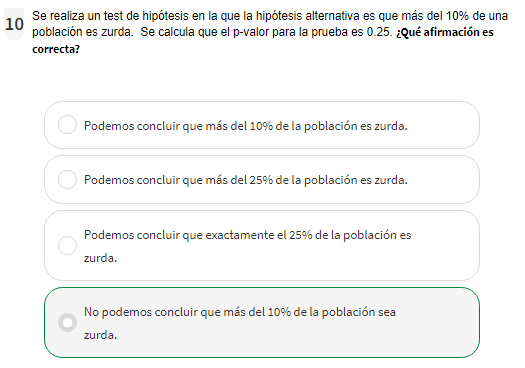 10
Se realiza un test de hipótesis en la que la hipótesis alternativa es que más del 10% de una
población es zurda. Se calcula que el p-valor para la prueba es 0.25. ¿Qué afirmación es
correcta?
Podemos concluir que más del 10% de la población es zurda.
Podemos concluir que más del 25% de la población es zurda.
Podemos concluir que exactamente el 25% de la población es
zurda.
No podemos concluir que más del 10% de la población sea
zurda.